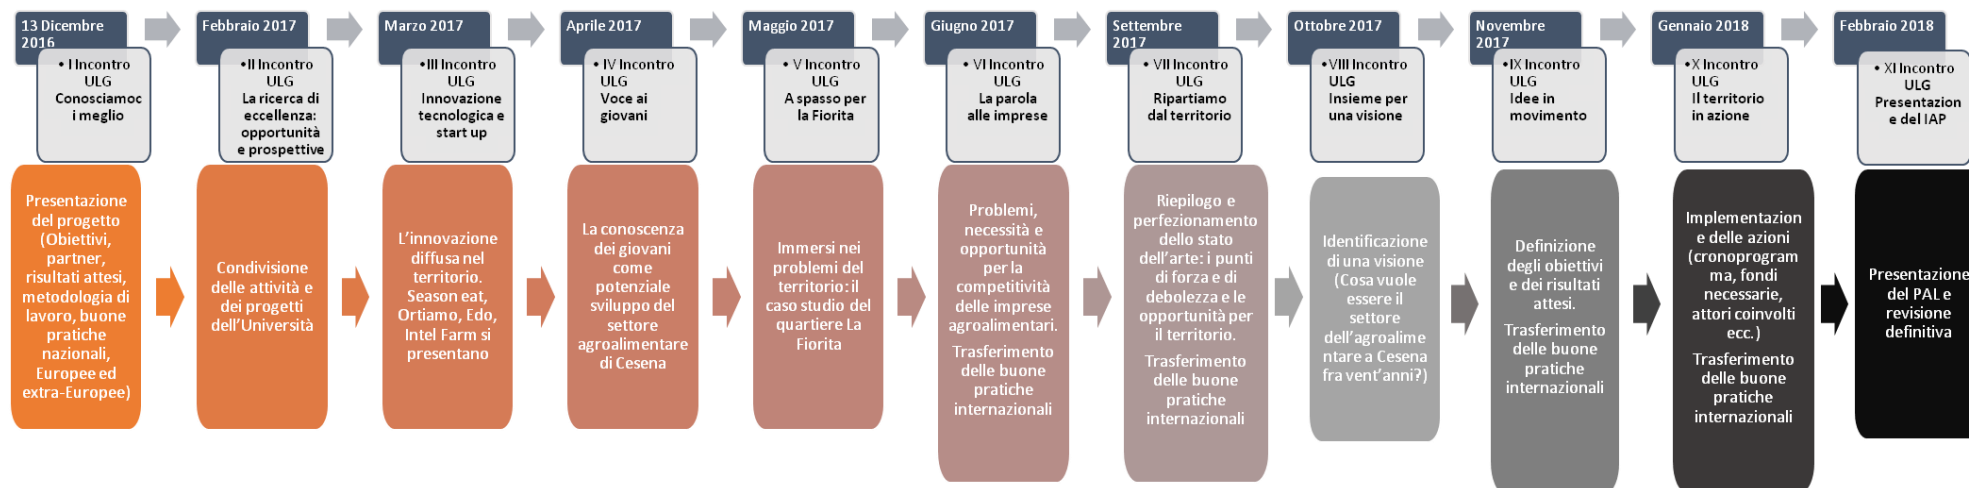 13 Dicembre
2016
• I Incontro
ULG
Conosciamoc
i meglio
Presentazione
del progetto
(Obiettivi,
partner,
risultati attesi,
metodologia di
lavoro, buone
pratiche
nazionali,
Europee ed
extra-Europee)
Febbraio 2017
•II Incontro
ULG
La ricerca di
eccellenza:
opportunità
e prospettive
Condivisione
delle attività e
dei progetti
dell'Università
Marzo 2017
•III Incontro
ULG
Innovazione
tecnologica e
start up
L'innovazione
diffusa nel
territorio.
Season eat,
Ortiamo, Edo,
Intel Farm si
presentano
Aprile 2017
• IV Incontro
ULG
Voce ai
giovani
La conoscenza
dei giovani
come
potenziale
sviluppo del
settore
agroalimentare
di Cesena
Maggio 2017
• V Incontro
ULG
A spasso per
la Fiorita
Immersi nei
problemi del
territorio: il
caso studio del
quartiere La
Fiorita
Giugno 2017
• VI Incontro
ULG
La parola
alle imprese
Problemi,
necessità e
opportunità
per la
competitività
delle imprese
agroalimentari.
Trasferimento
delle buone
pratiche
internazionali
Settembre
2017
• VII Incontro
ULG
Ripartiamo
dal territorio
Riepilogo e
perfezionamento
dello stato
dell'arte: i punti
di forza e di
debolezza e le
opportunità per
il territorio.
Trasferimento
delle buone
pratiche
internazionali
Ottobre 2017
•VIII Incontro
ULG
Insieme per
una visione
Identificazione
di una visione
(Cosa vuole
essere il
settore
dell'agroalime
ntare a Cesena
fra vent'anni?)
Novembre
2017
•IX Incontro
ULG
Idee in
movimento
Definizione
degli obiettivi
e dei risultati
attesi.
Trasferimento
delle buone
pratiche
internazionali
Gennaio 2018
• X Incontro
ULG
Il territorio
in azione
Implementazion
e delle azioni
(cronoprogram
ma, fondi
necessarie,
attori coinvolti
ecc.)
Trasferimento
delle buone
pratiche
internazionali
Febbraio 2018
• XI Incontro
ULG
Presentazion
e del IAP
Presentazione
del PAL e
revisione
definitiva